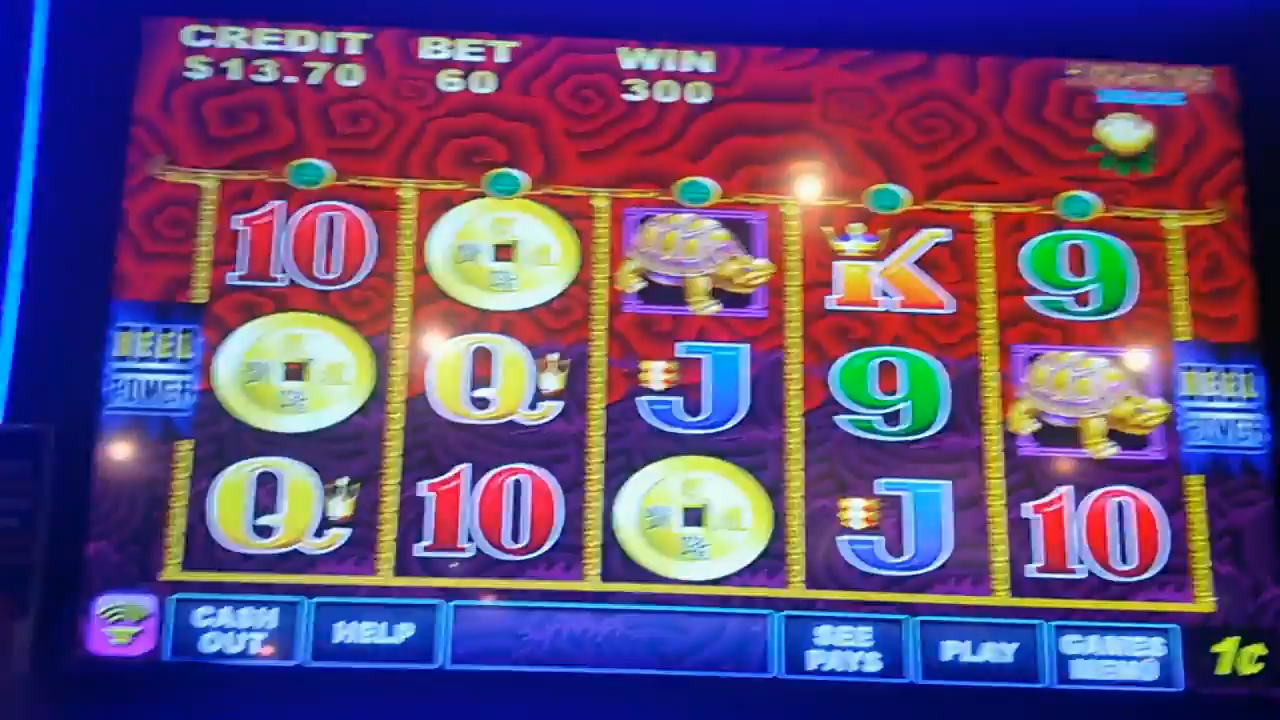 CREDIT BET WIN
$13.70 60 300
10 K 9
REEL POWER Q J 9 REEL POWER
Q 10 J 10
CASH OUT HELP SEE PAYS PLAY GAMES MENU 1¢